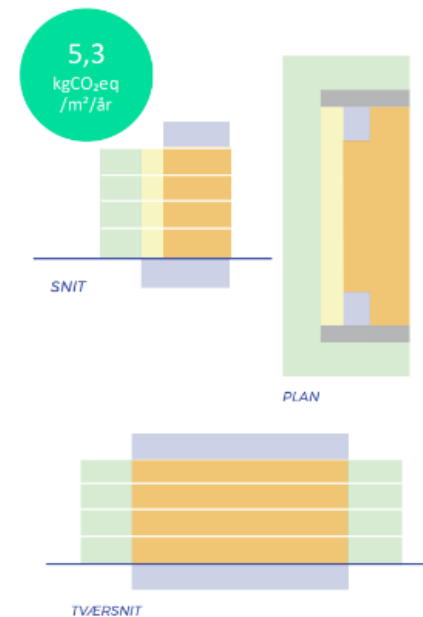 5,3
kgCO₂eq
/m²/år
SNIT
PLAN
TVÆRSNIT